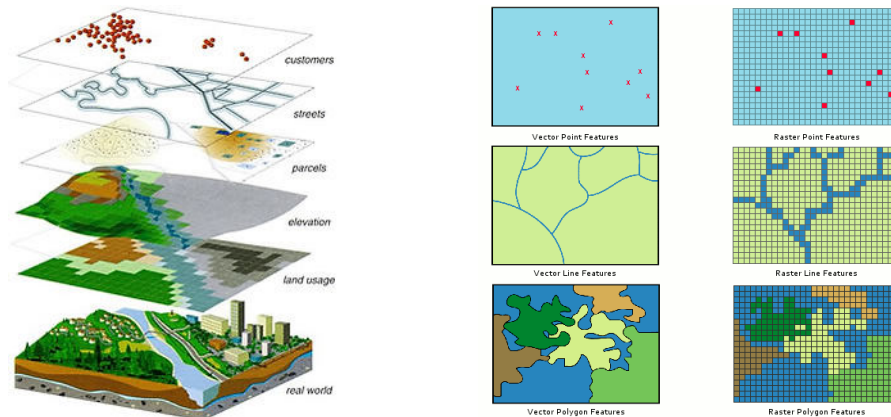 customers
streets
parcels
elevation
land usage
real world
Vector Point Features
Raster Point Features
Vector Line Features
Raster Line Features
Vector Polygon Features
Raster Polygon Features